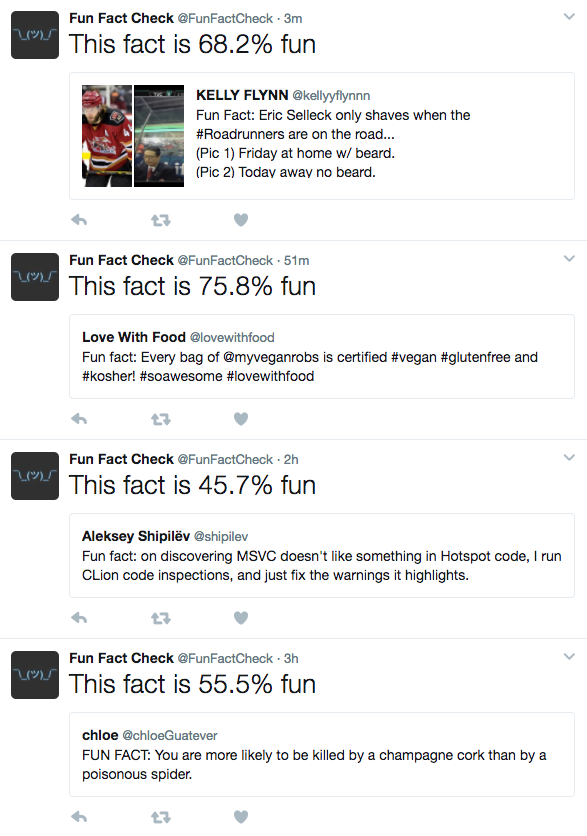 Fun Fact Check @FunFactCheck · 3m
This fact is 68.2% fun
KELLY FLYNN @kellyyflynnn
Fun Fact: Eric Selleck only shaves when the
#Roadrunners are on the road...
(Pic 1) Friday at home w/ beard.
(Pic 2) Today away no beard.
Fun Fact Check @FunFactCheck · 51m
This fact is 75.8% fun
Love With Food @lovewithfood
Fun fact: Every bag of @myveganrobs is certified #vegan #glutenfree and
#kosher! #soawesome #lovewithfood
Fun Fact Check @FunFactCheck · 2h
This fact is 45.7% fun
Aleksey Shipilëv @shipilev
Fun fact: on discovering MSVC doesn't like something in Hotspot code, I run
CLion code inspections, and just fix the warnings it highlights.
Fun Fact Check @FunFactCheck · 3h
This fact is 55.5% fun
chloe @chloeGuatever
FUN FACT: You are more likely to be killed by a champagne cork than by a
poisonous spider.